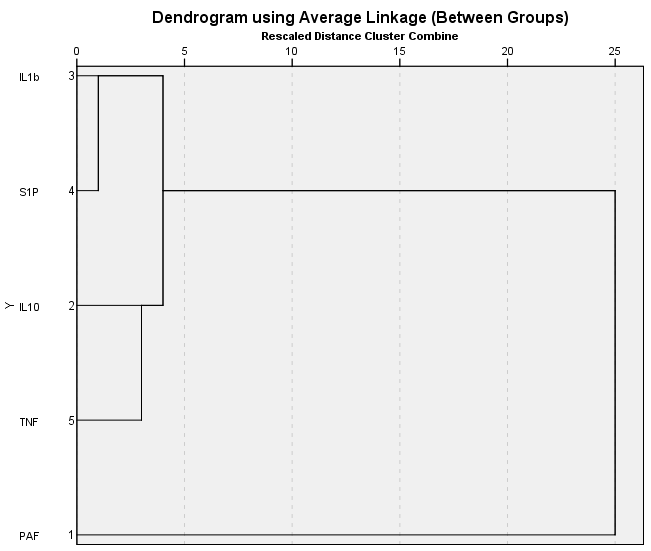 Dendrogram using Average Linkage (Between Groups)
Rescaled Distance Cluster Combine
0 5 10 15 20 25
IL1b 3
S1P 4
Y
IL10 2
TNF 5
PAF 1